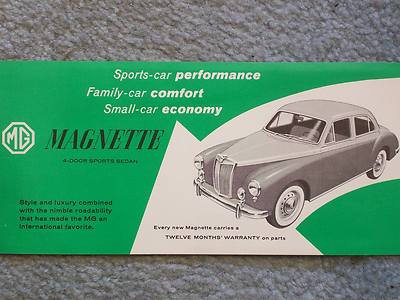 Sports-car performance
Family-car comfort
Small-car economy
MG MAGNETTE
4-DOOR SPORTS SEDAN
Style and luxury combined
with the nimble roadability
that has made the MG an
International favorite.
Every new Magnette carries a
TWELVE MONTHS' WARRANTY on parts